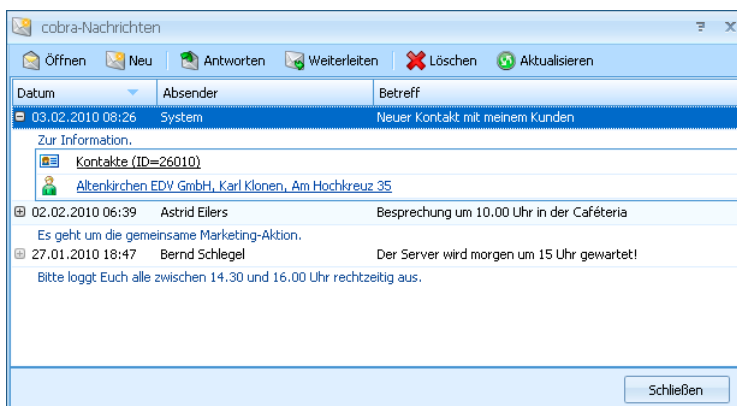 cobra-Nachrichten
Öffnen Neu Antworten Weiterleiten Löschen Aktualisieren
Datum Absender Betreff
03.02.2010 08:26 System Neuer Kontakt mit meinem Kunden
Zur Information.
Kontakte (ID=26010)
Altenkirchen EDV GmbH, Karl Klonen, Am Hochkreuz 35
02.02.2010 06:39 Astrid Eilers Besprechung um 10.00 Uhr in der Caféteria
Es geht um die gemeinsame Marketing-Aktion.
27.01.2010 18:47 Bernd Schlegel Der Server wird morgen um 15 Uhr gewartet!
Bitte loggt Euch alle zwischen 14.30 und 16.00 Uhr rechtzeitig aus.
Schließen